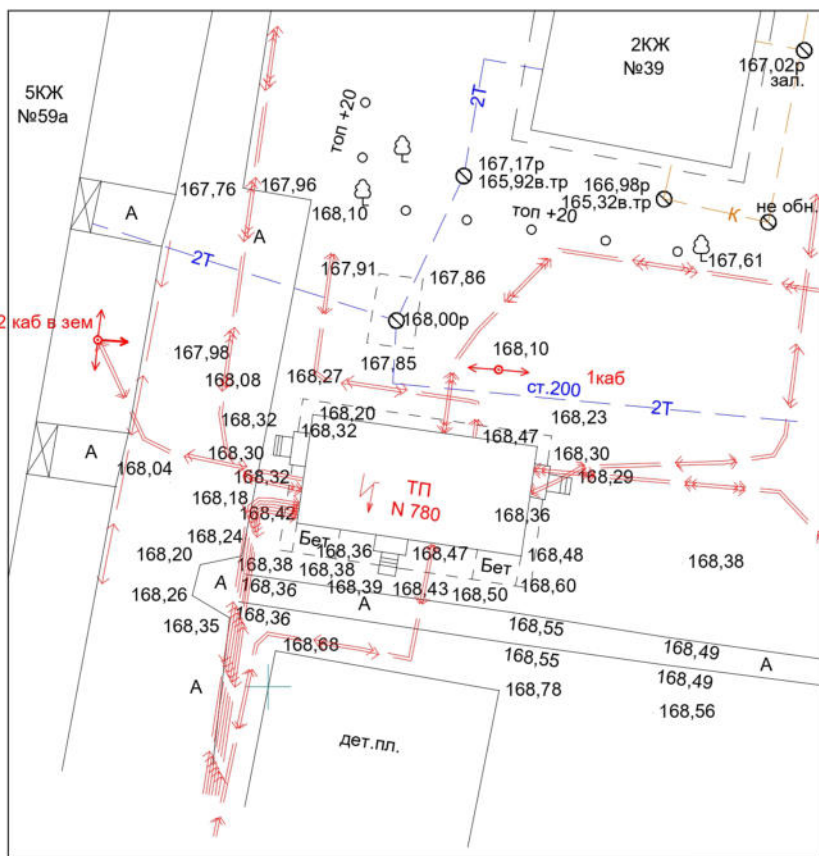 2КЖ
№39
167,02р
зал.
5КЖ
№59а
2Т
топ +20
167,17р
165,92в.тр
166,98р
165,32в.тр
167,76
167,96
168,10
А
топ +20
К
не обн.
А
2Т
167,91
167,86
167,61
2 каб в зем
168,00р
167,98
167,85
168,10
168,08
168,27
1каб
ст.200
2Т
168,32
168,20
168,32
168,23
168,47
168,30
168,30
А
168,04
168,32
168,29
ТП
N 780
168,18
168,42
168,36
168,24
Бет
168,36
168,47
168,48
168,20
168,38
168,38
Бет
168,38
168,26
А
168,36
168,39
168,43
168,50
168,60
А
168,35
168,36
168,55
168,68
168,55
168,49
А
А
168,78
168,49
168,56
дет.пл.